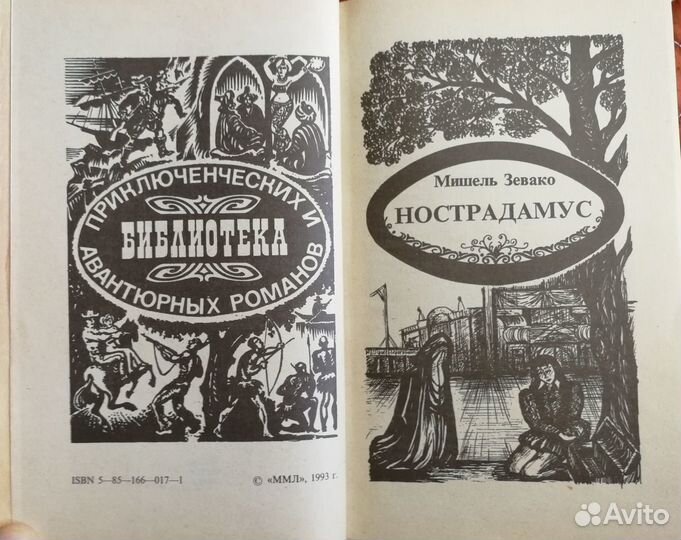 ПРИКЛЮЧЕНЧЕСКИХ И
БИБЛИОТЕКА
АВАНТЮРНЫХ РОМАНОВ
ISBN 5—85—166—017—1
© «ММЛ», 1993 г.
Мишель Зевако
НОСТРАДАМУС
Avito